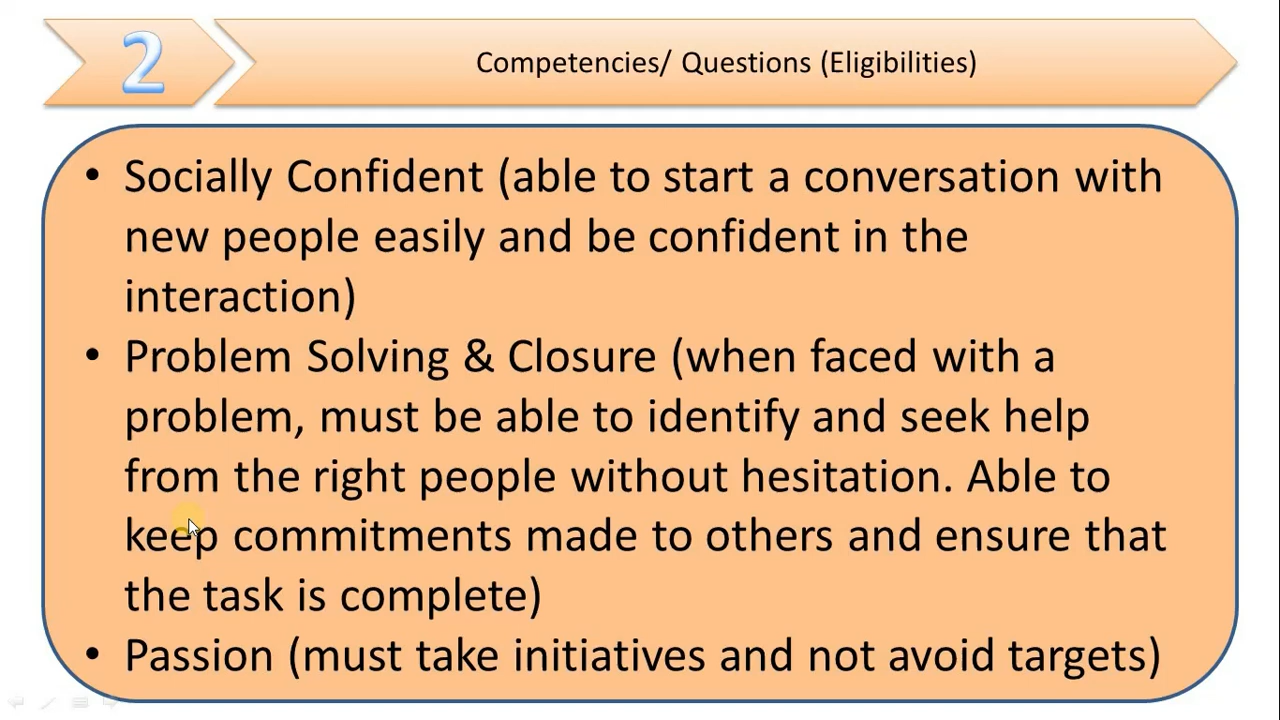 2
Competencies/ Questions (Eligibilities)
• Socially Confident (able to start a conversation with
new people easily and be confident in the
interaction)
• Problem Solving & Closure (when faced with a
problem, must be able to identify and seek help
from the right people without hesitation. Able to
keep commitments made to others and ensure that
the task is complete)
• Passion (must take initiatives and not avoid targets)